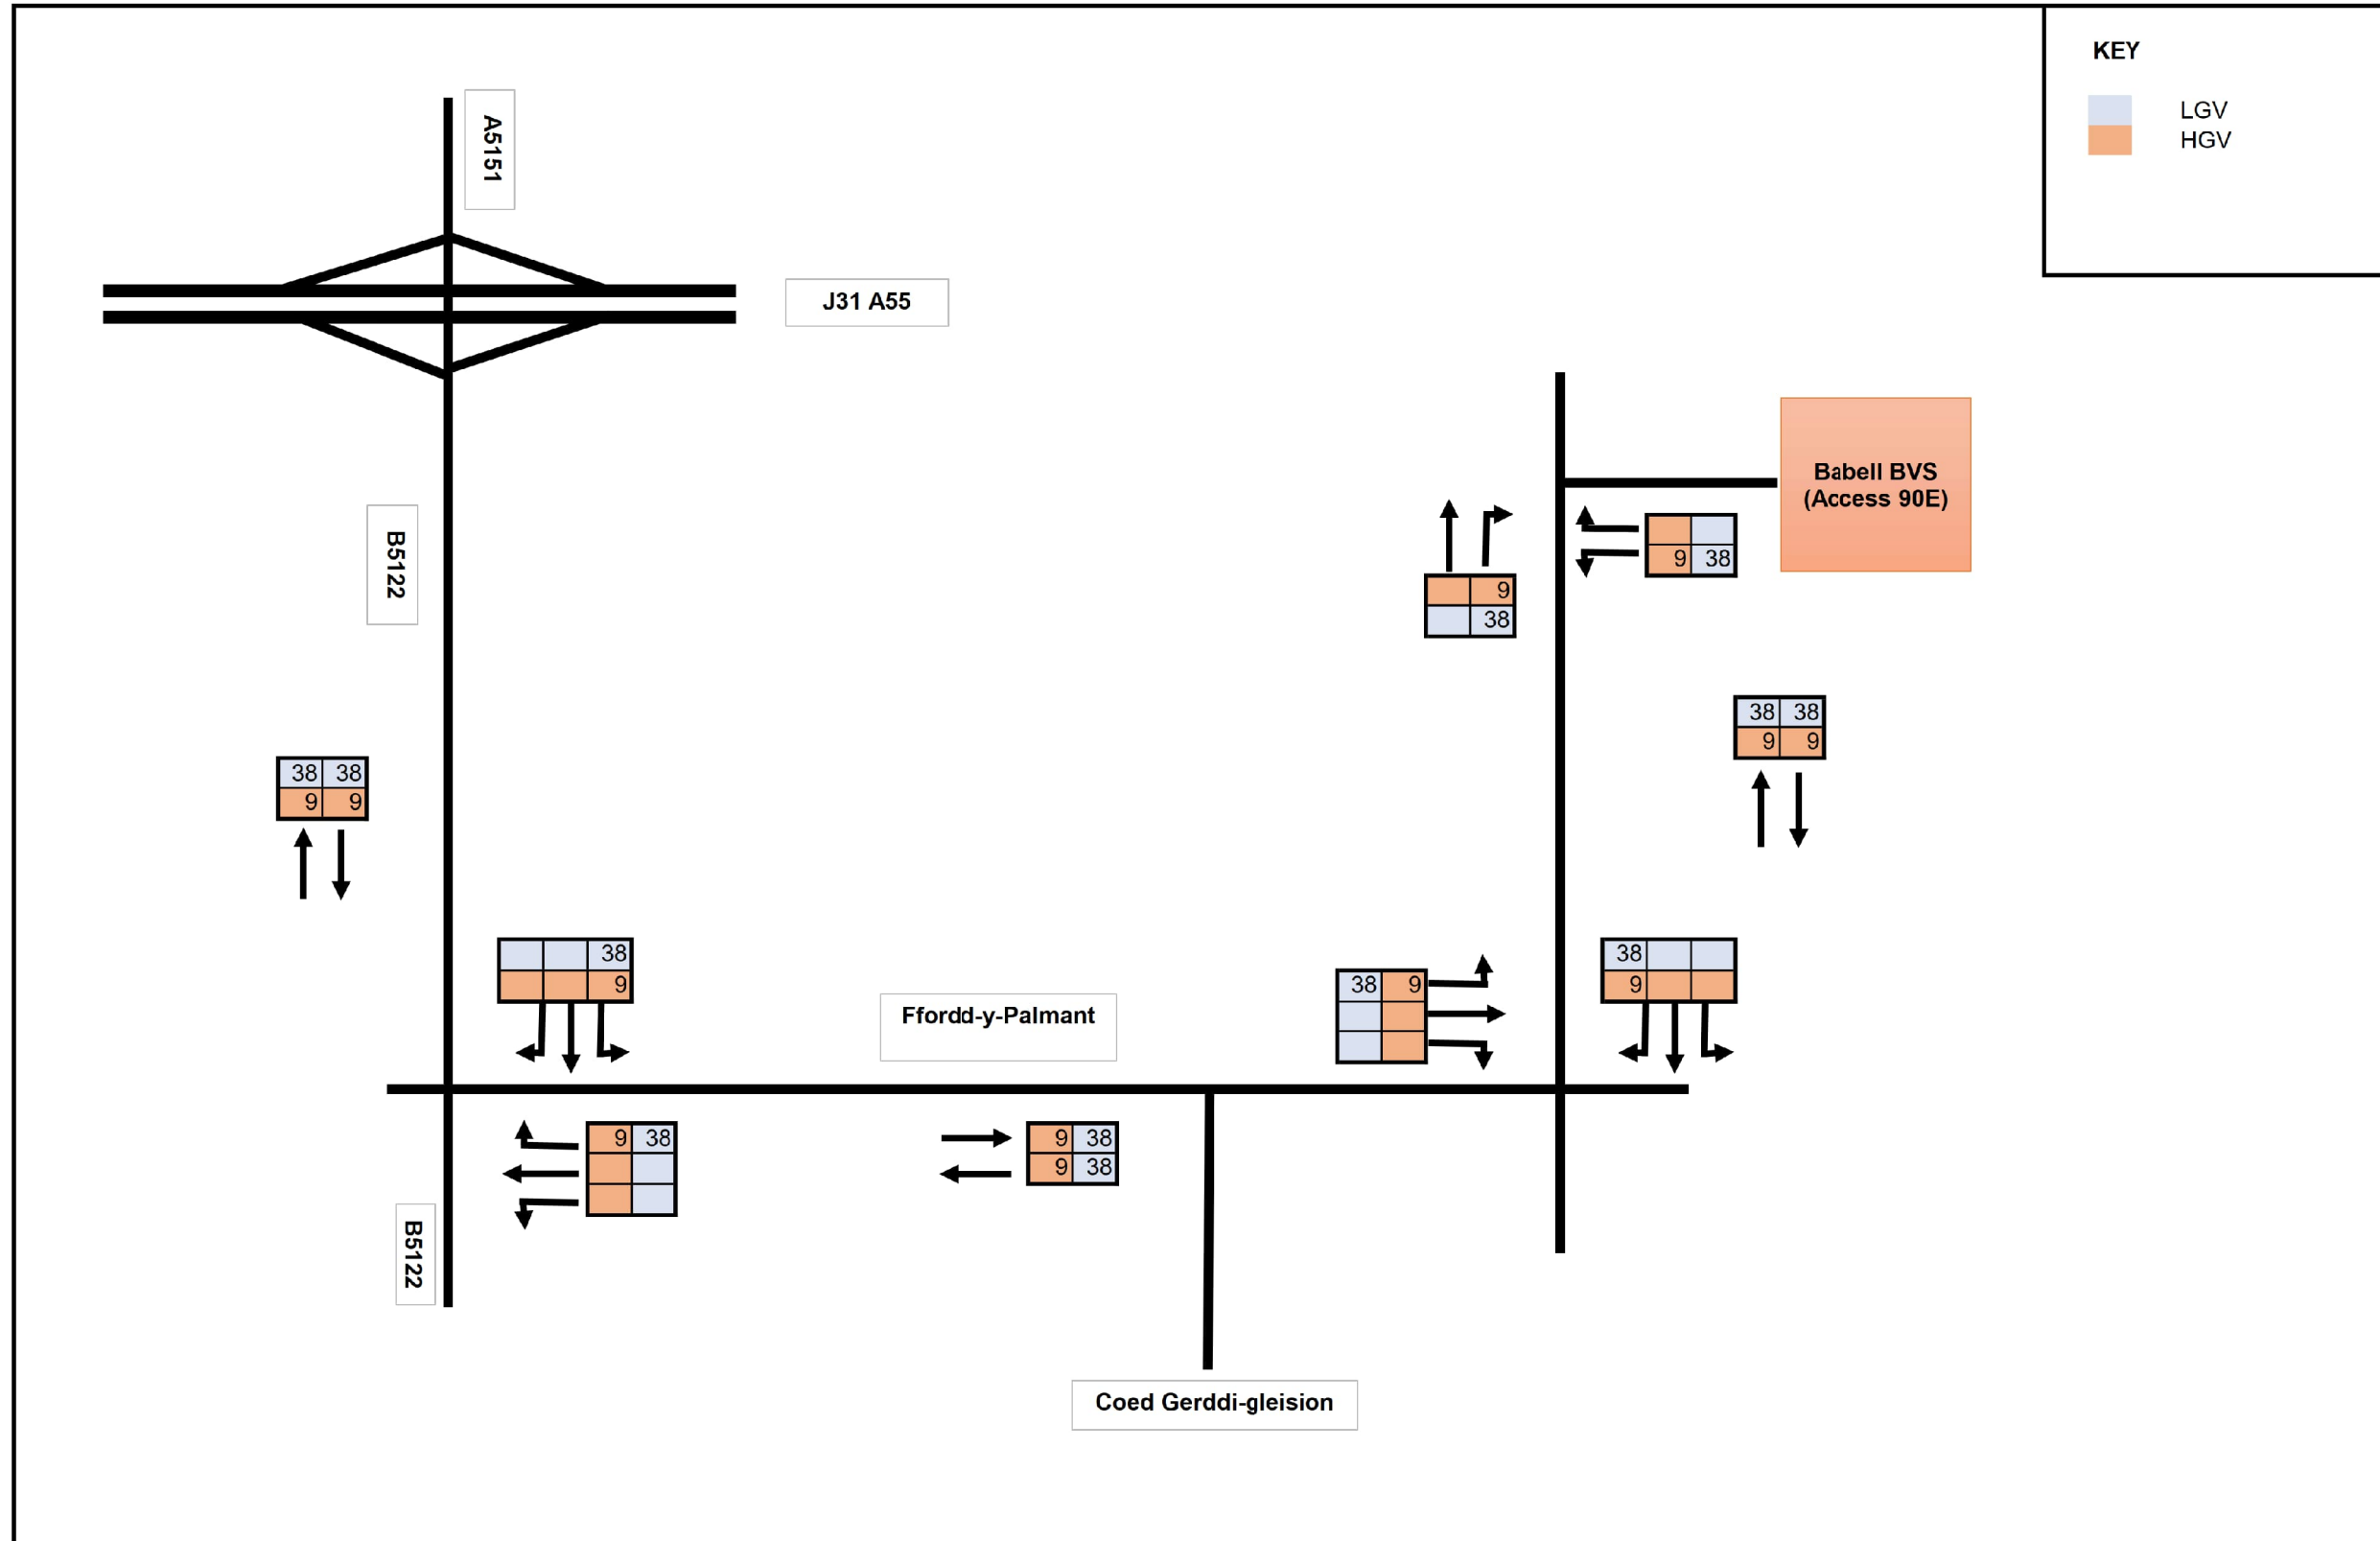 KEY
LGV
HGV
A5151
J31 A55
Babell BVS
(Access 90E)
B5122
9 38
9
38
38 38
9 9
38 38
9 9
38
9
38 9
38
9
Ffordd-y-Palmant
9 38
9 38
9 38
B5122
Coed Gerddi-gleision